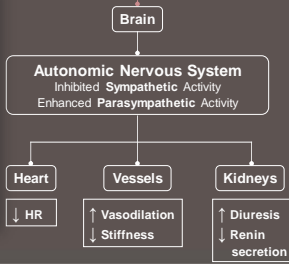 Brain
Autonomic Nervous System
Inhibited Sympathetic Activity
Enhanced Parasympathetic Activity
Heart
Vessels
Kidneys
↓ HR
↑ Vasodilation
↓ Stiffness
↑ Diuresis
↓ Renin
secretion